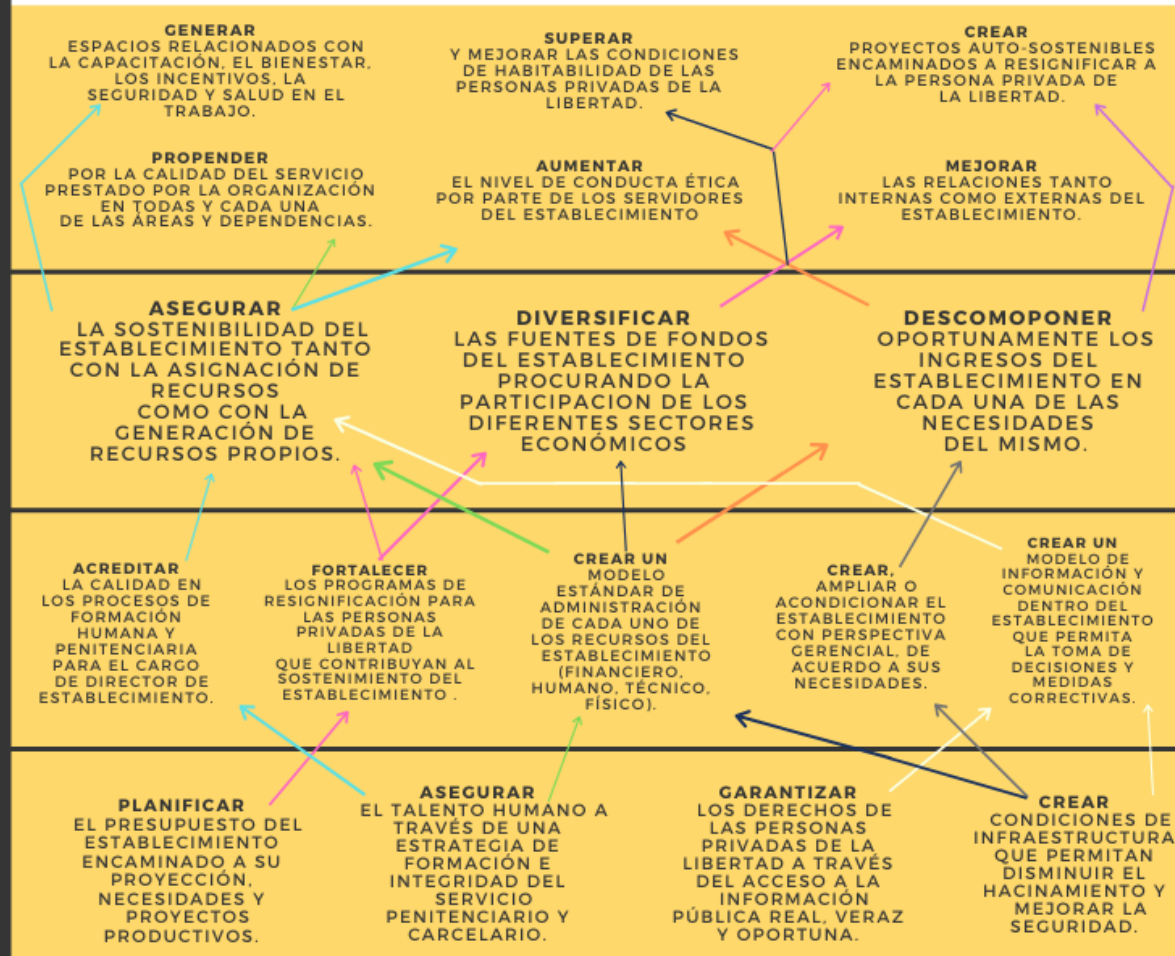 GENERAR
ESPACIOS RELACIONADOS CON
LA CAPACITACIÓN, EL BIENESTAR,
LOS INCENTIVOS, LA
SEGURIDAD Y SALUD EN EL
TRABAJO.
SUPERAR
Y MEJORAR LAS CONDICIONES
DE HABITABILIDAD DE LAS
PERSONAS PRIVADAS DE LA
LIBERTAD.
CREAR
PROYECTOS AUTO-SOSTENIBLES
ENCAMINADOS A RESIGNIFICAR A
LA PERSONA PRIVADA DE
LA LIBERTAD.
PROPENDER
POR LA CALIDAD DEL SERVICIO
PRESTADO POR LA ORGANIZACIÓN
EN TODAS Y CADA UNA
DE LAS ÁREAS Y DEPENDENCIAS.
AUMENTAR
EL NIVEL DE CONDUCTA ÉTICA
POR PARTE DE LOS SERVIDORES
DEL ESTABLECIMIENTO
MEJORAR
LAS RELACIONES TANTO
INTERNAS COMO EXTERNAS DEL
ESTABLECIMIENTO.
ASEGURAR
LA SOSTENIBILIDAD DEL
ESTABLECIMIENTO TANTO
CON LA ASIGNACIÓN DE
RECURSOS
COMO CON LA
GENERACIÓN DE
RECURSOS PROPIOS.
DIVERSIFICAR
LAS FUENTES DE FONDOS
DEL ESTABLECIMIENTO
PROCURANDO LA
PARTICIPACION DE LOS
DIFERENTES SECTORES
ECONÓMICOS
DESCOMOPONER
OPORTUNAMENTE LOS
INGRESOS DEL
ESTABLECIMIENTO EN
CADA UNA DE LAS
NECESIDADES
DEL MISMO.
ACREDITAR
LA CALIDAD EN
LOS PROCESOS DE
FORMACIÓN
HUMANA Y
PENITENCIARIA
PARA EL CARGO
DE DIRECTOR DE
ESTABLECIMIENTO.
FORTALECER
LOS PROGRAMAS DE
RESIGNIFICACIÓN PARA
LAS PERSONAS
PRIVADAS DE LA
LIBERTAD
QUE CONTRIBUYAN AL
SOSTENIMIENTO DEL
ESTABLECIMIENTO .
CREAR UN
MODELO
ESTÁNDAR DE
ADMINISTRACIÓN
DE CADA UNO DE
LOS RECURSOS DEL
ESTABLECIMIENTO
(FINANCIERO,
HUMANO, TÉCNICO,
FÍSICO).
CREAR,
AMPLIAR O
ACONDICIONAR EL
ESTABLECIMIENTO
CON PERSPECTIVA
GERENCIAL, DE
ACUERDO A SUS
NECESIDADES.
CREAR UN
MODELO DE
INFORMACIÓN Y
COMUNICACIÓN
DENTRO DEL
ESTABLECIMIENTO
QUE PERMITA
LA TOMA DE
DECISIONES Y
MEDIDAS
CORRECTIVAS.
PLANIFICAR
EL PRESUPUESTO DEL
ESTABLECIMIENTO
ENCAMINADO A SU
PROYECCIÓN,
NECESIDADES Y
PROYECTOS
PRODUCTIVOS.
ASEGURAR
EL TALENTO HUMANO A
TRAVÉS DE UNA
ESTRATEGIA DE
FORMACIÓN E
INTEGRIDAD DEL
SERVICIO
PENITENCIARIO Y
CARCELARIO.
GARANTIZAR
LOS DERECHOS DE
LAS PERSONAS
PRIVADAS DE LA
LIBERTAD A TRAVÉS
DEL ACCESO A LA
INFORMACIÓN
PÚBLICA REAL, VERAZ
Y OPORTUNA.
CREAR
CONDICIONES DE
INFRAESTRUCTURA
QUE PERMITAN
DISMINUIR EL
HACINAMIENTO Y
MEJORAR LA
SEGURIDAD.